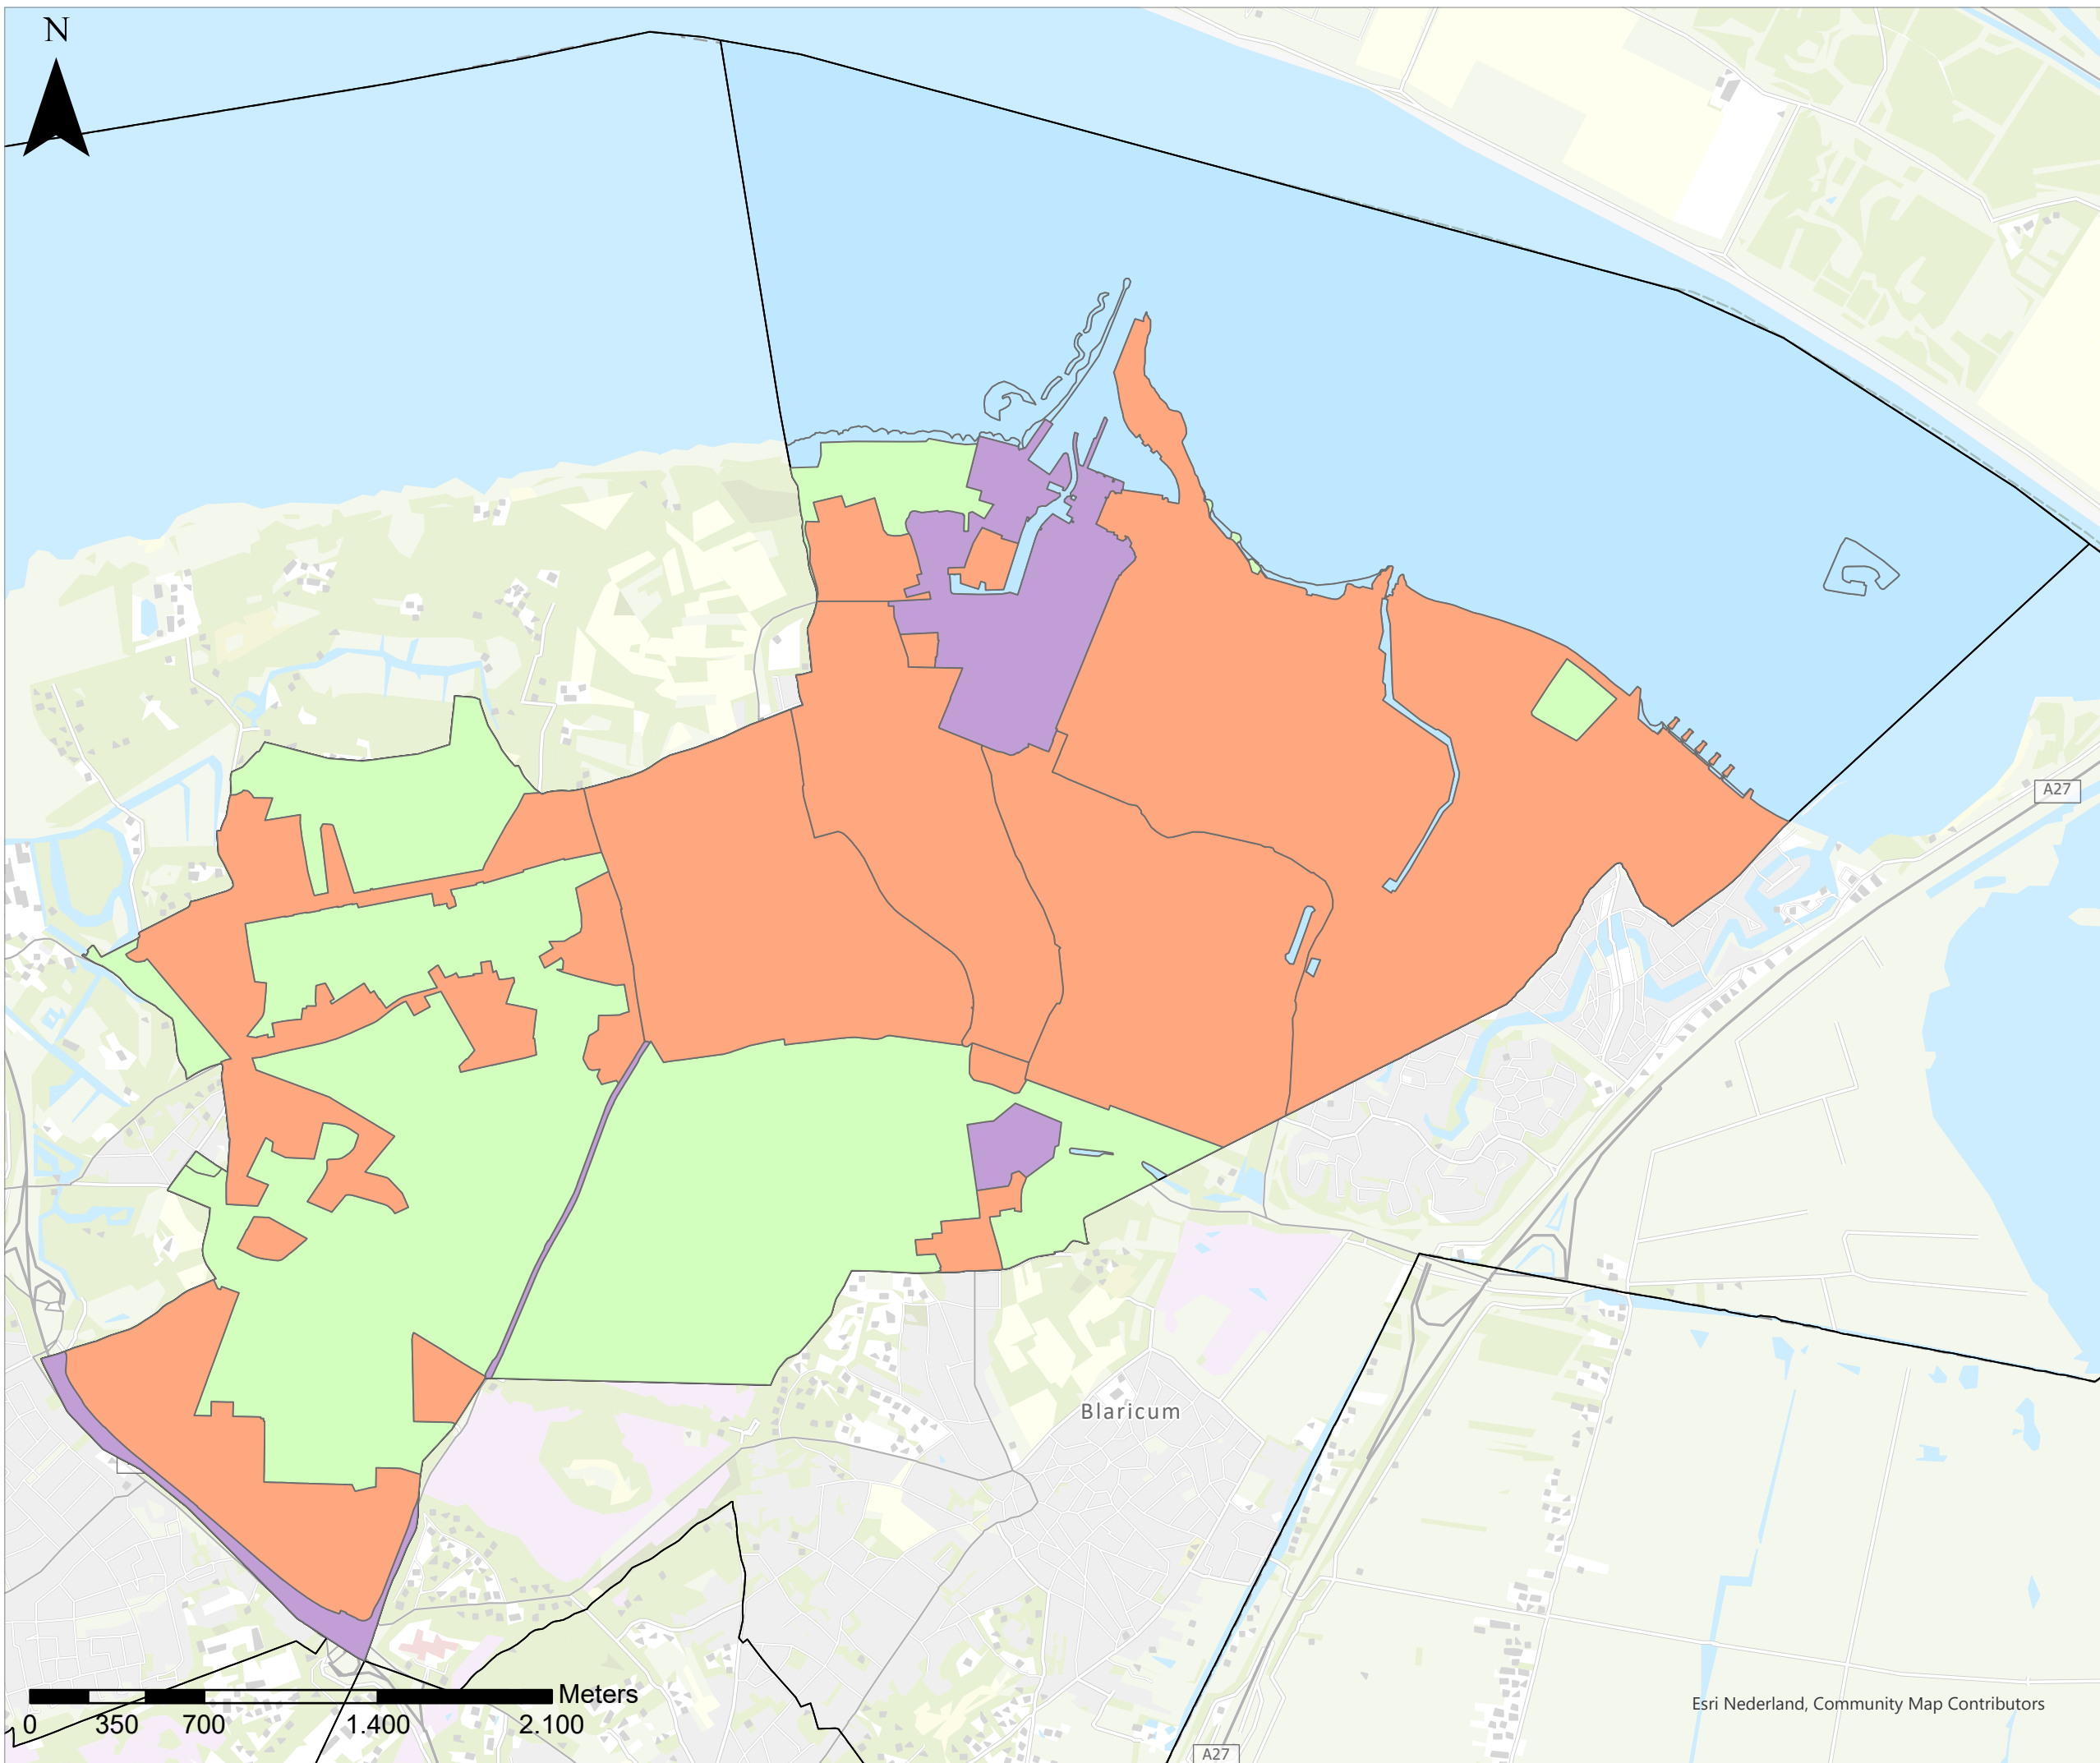 N
A27
Blaricum
Meters
0 350 700 1.400 2.100
Esri Nederland, Community Map Contributors
A27